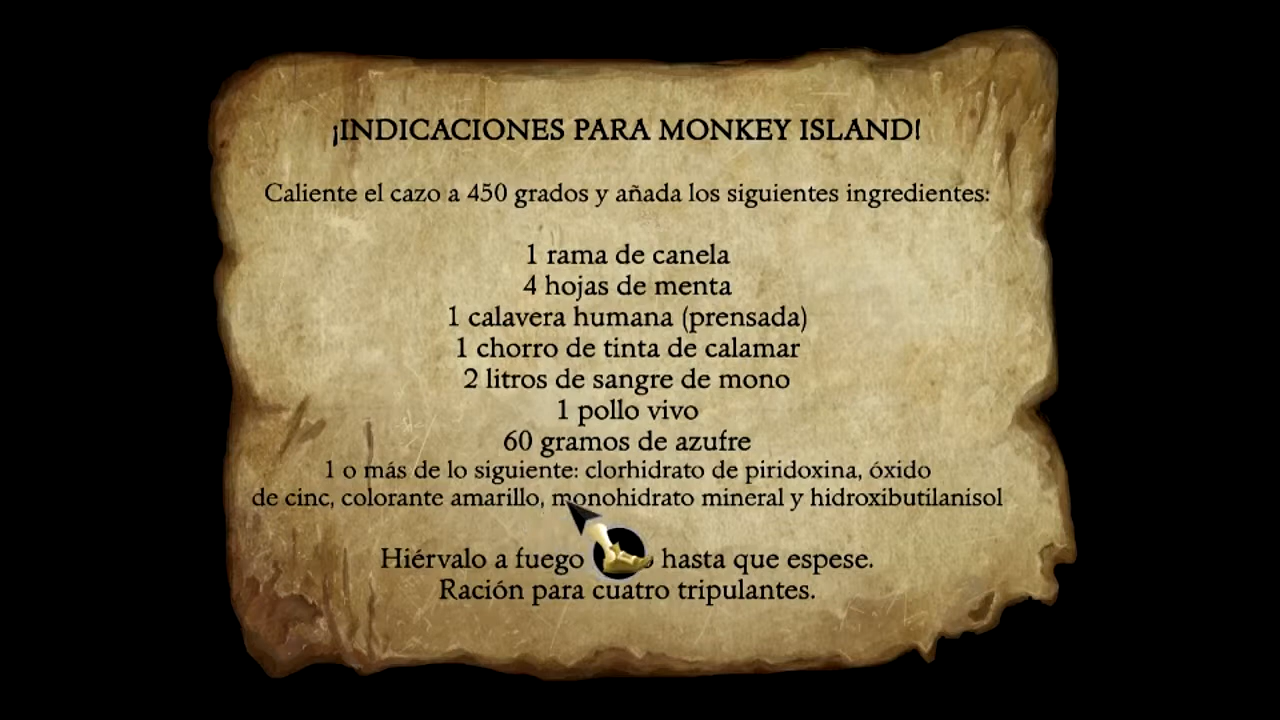 ¡INDICACIONES PARA MONKEY ISLAND!
Caliente el cazo a 450 grados y añada los siguientes ingredientes:
1 rama de canela
4 hojas de menta
1 calavera humana (prensada)
1 chorro de tinta de calamar
2 litros de sangre de mono
1 pollo vivo
60 gramos de azufre
1 o más de lo siguiente: clorhidrato de piridoxina, óxido
de cinc, colorante amarillo, monohidrato mineral y hidroxibutilanisol
Hiérvalo a fuego hasta que espese.
Ración para cuatro tripulantes.